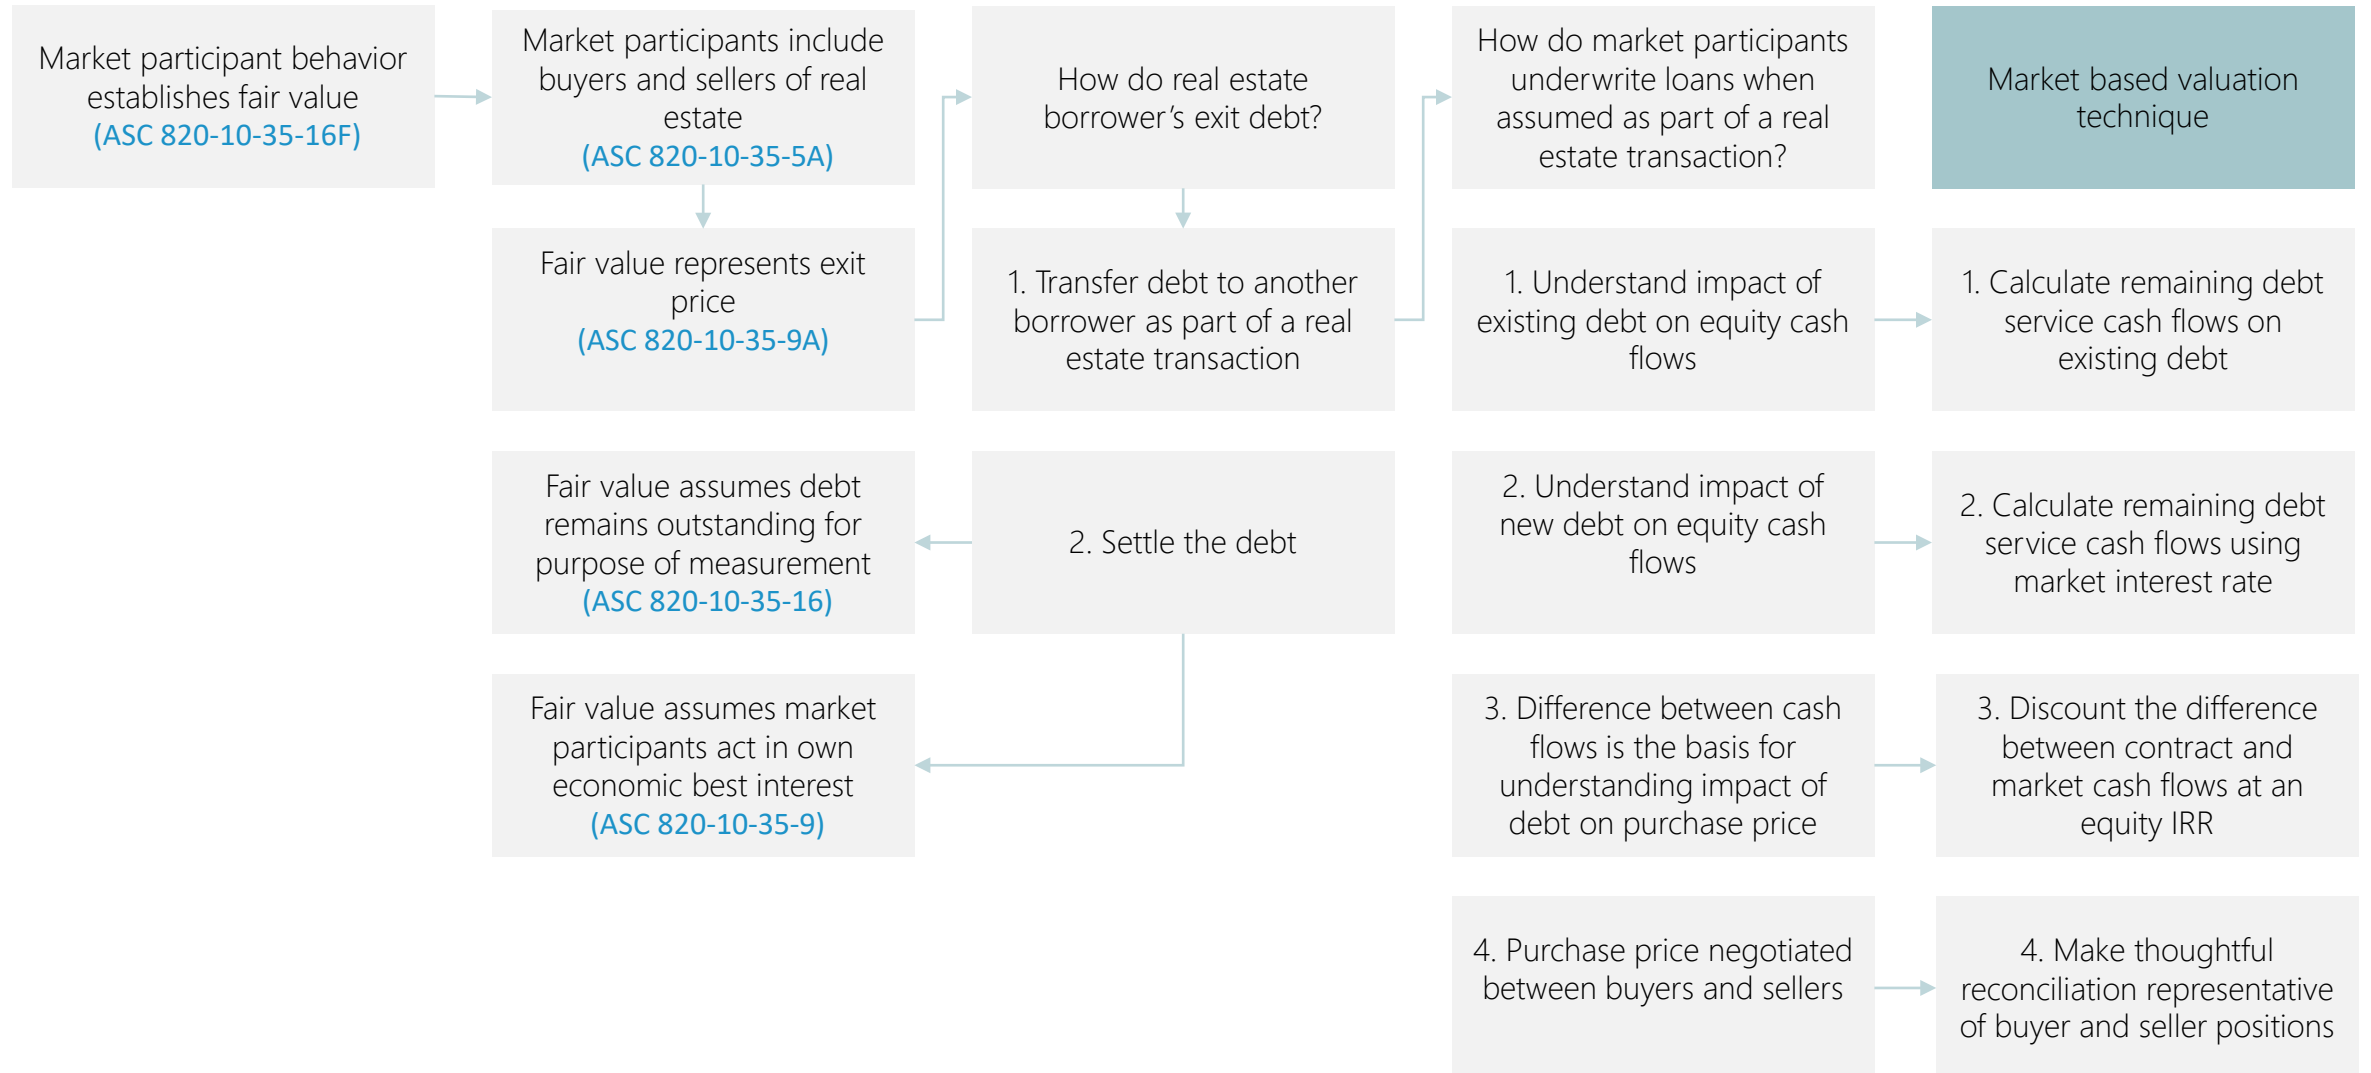 Market participant behavior
establishes fair value
(ASC 820-10-35-16F)
Market participants include
buyers and sellers of real
estate
(ASC 820-10-35-5A)
How do real estate
borrower's exit debt?
How do market participants
underwrite loans when
assumed as part of a real
estate transaction?
Market based valuation
technique
Fair value represents exit
price
(ASC 820-10-35-9A)
1. Transfer debt to another
borrower as part of a real
estate transaction
1. Understand impact of
existing debt on equity cash
flows
1. Calculate remaining debt
service cash flows on
existing debt
Fair value assumes debt
remains outstanding for
purpose of measurement
(ASC 820-10-35-16)
2. Settle the debt
2. Understand impact of
new debt on equity cash
flows
2. Calculate remaining debt
service cash flows using
market interest rate
Fair value assumes market
participants act in own
economic best interest
(ASC 820-10-35-9)
3. Difference between cash
flows is the basis for
understanding impact of
debt on purchase price
3. Discount the difference
between contract and
market cash flows at an
equity IRR
4. Purchase price negotiated
between buyers and sellers
4. Make thoughtful
reconciliation representative
of buyer and seller positions